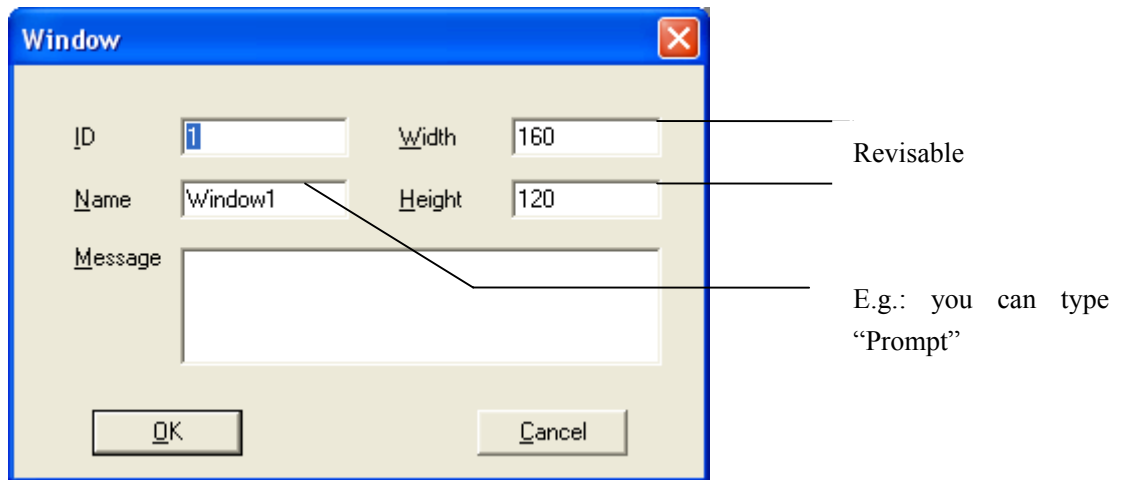 Window
ID 1 Width 160
Revisable
Name Window1 Height 120
Message
E.g.: you can type
“Prompt”
OK Cancel